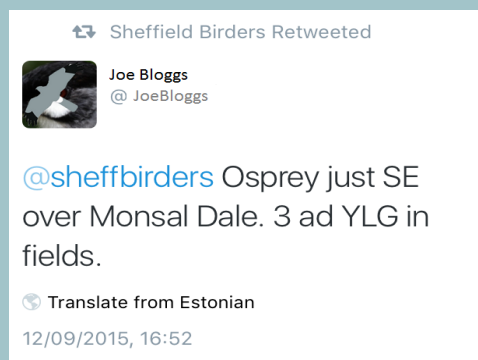 Sheffield Birders Retweeted
Joe Bloggs
@ JoeBloggs
@sheffbirders Osprey just SE
over Monsal Dale. 3 ad YLG in
fields.
Translate from Estonian
12/09/2015, 16:52